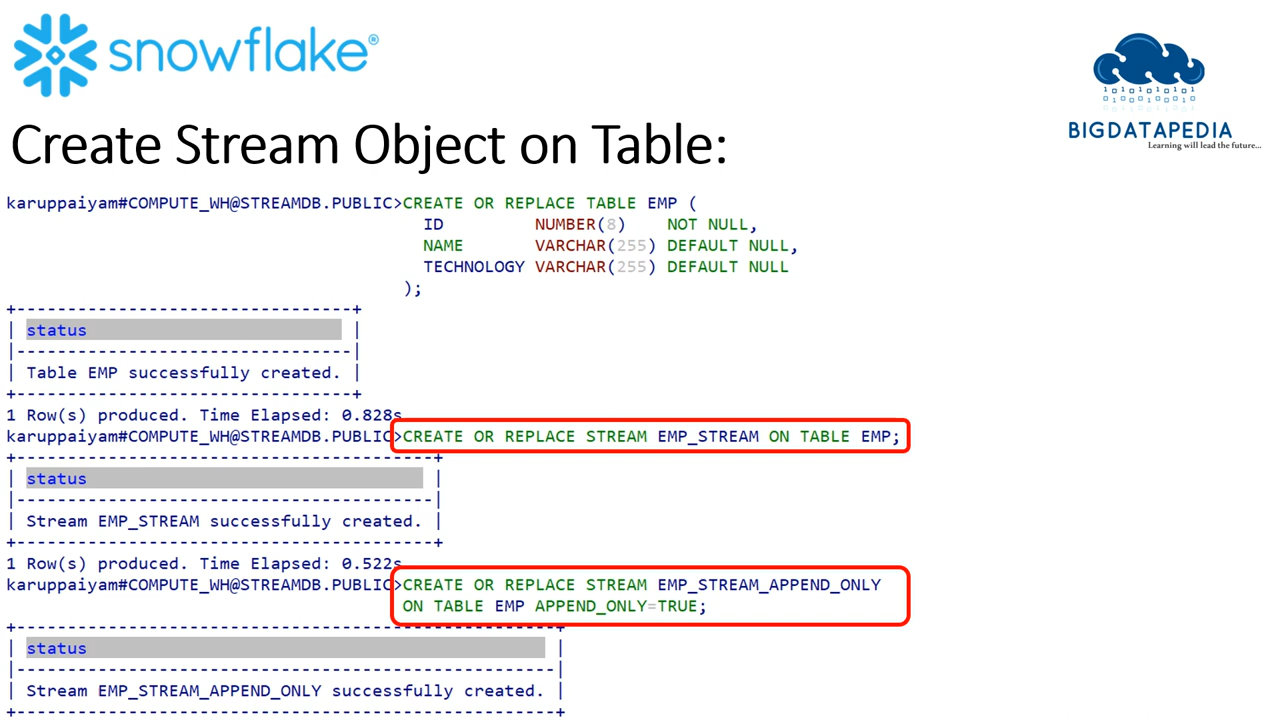 snowflake®
BIGDATAPEDIA
Learning will lead the future...
Create Stream Object on Table:
karuppaiyam#COMPUTE_WH@STREAMDB.PUBLIC>CREATE OR REPLACE TABLE EMP (
ID NUMBER(8) NOT NULL,
NAME VARCHAR(255) DEFAULT NULL,
TECHNOLOGY VARCHAR(255) DEFAULT NULL
);
+---------------------------------+
| status |
|---------------------------------|
| Table EMP successfully created. |
+---------------------------------+
1 Row(s) produced. Time Elapsed: 0.828s
karuppaiyam#COMPUTE_WH@STREAMDB.PUBLIC>CREATE OR REPLACE STREAM EMP_STREAM ON TABLE EMP;
+-----------------------------------------+
| status |
|-----------------------------------------|
| Stream EMP_STREAM successfully created. |
+-----------------------------------------+
1 Row(s) produced. Time Elapsed: 0.522s
karuppaiyam#COMPUTE_WH@STREAMDB.PUBLIC>CREATE OR REPLACE STREAM EMP_STREAM_APPEND_ONLY
ON TABLE EMP APPEND_ONLY=TRUE;
+-----------------------------------------------------+
| status |
|-----------------------------------------------------|
| Stream EMP_STREAM_APPEND_ONLY successfully created. |
+-----------------------------------------------------+